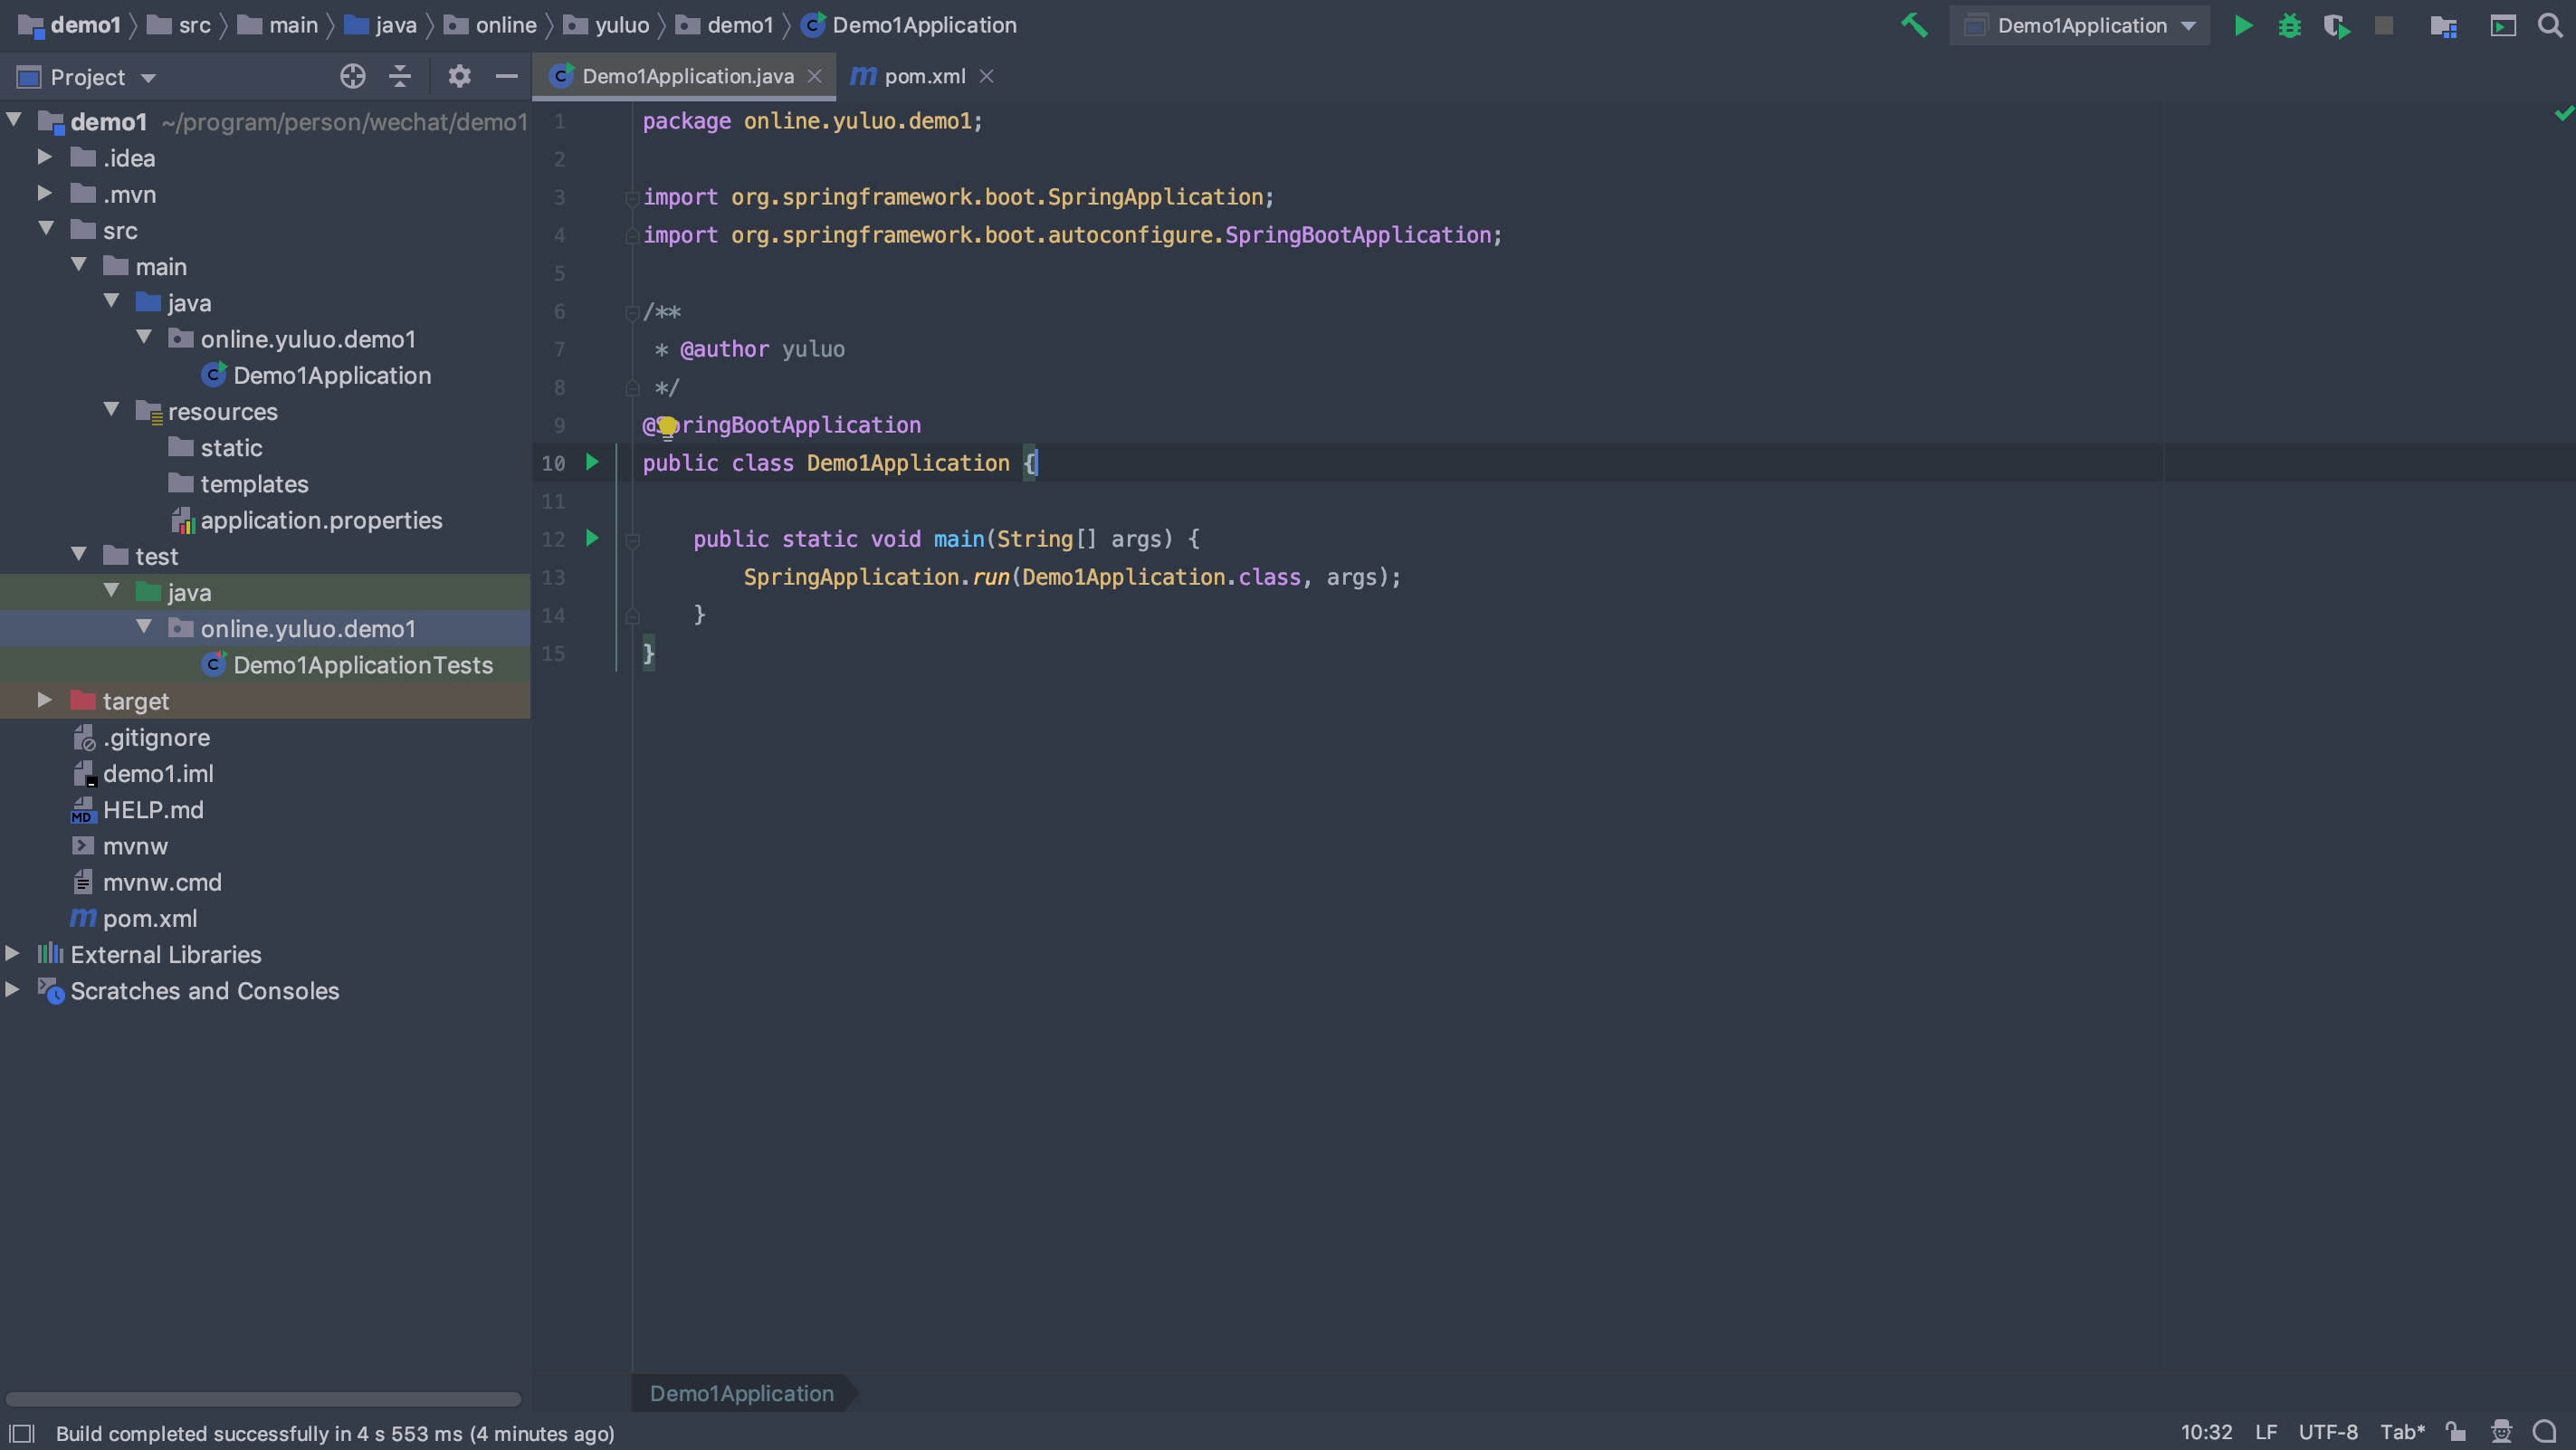 demo1 src main java online yuluo demo1 Demo1Application Demo1Application
Project Demo1Application.java pom.xml
demo1 ~/program/person/wechat/demo1
.idea
.mvn
src
main
java
online.yuluo.demo1
Demo1Application
resources
static
templates
application.properties
test
java
online.yuluo.demo1
Demo1ApplicationTests
target
.gitignore
demo1.iml
HELP.md
mvnw
mvnw.cmd
pom.xml
External Libraries
Scratches and Consoles
1 package online.yuluo.demo1;
2
3 import org.springframework.boot.SpringApplication;
4 import org.springframework.boot.autoconfigure.SpringBootApplication;
5
6 /**
7 * @author yuluo
8 */
9 @SpringBootApplication
10 public class Demo1Application {
11
12 public static void main(String[] args) {
13 SpringApplication.run(Demo1Application.class, args);
14 }
15 }
Demo1Application
Build completed successfully in 4 s 553 ms (4 minutes ago) 10:32 LF UTF-8 Tab*